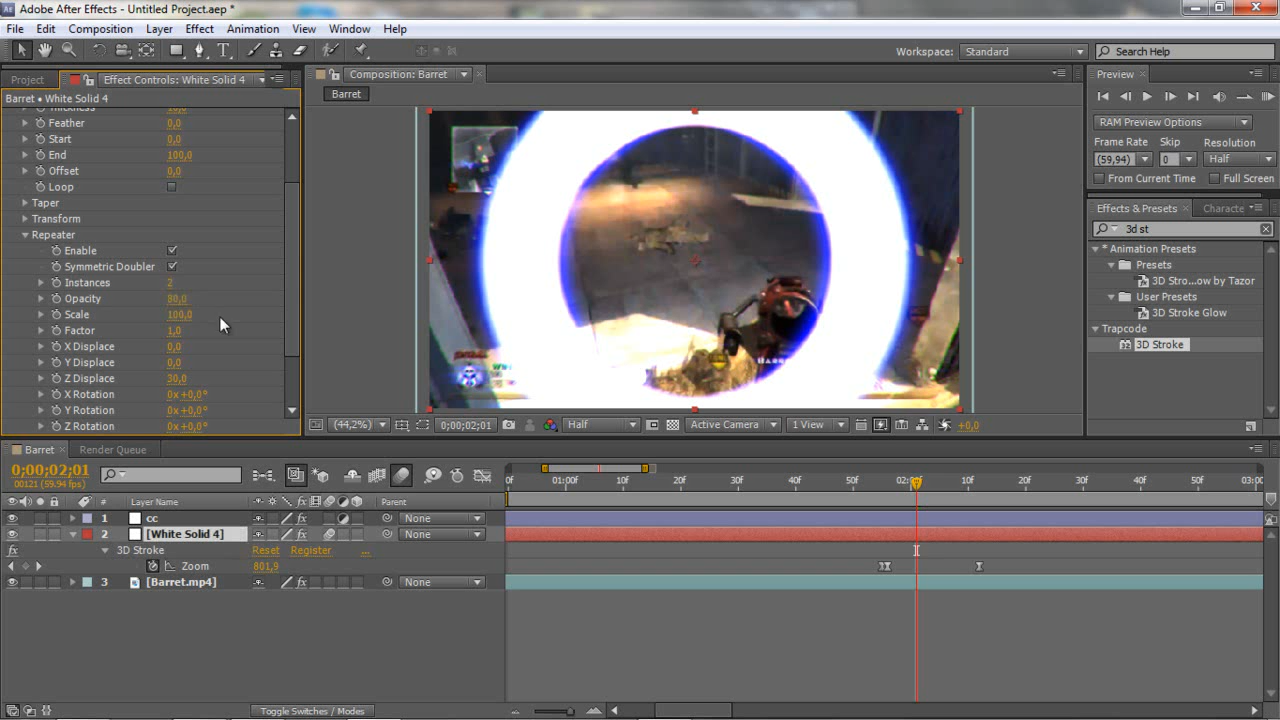 Adobe After Effects - Untitled Project.aep *
File Edit Composition Layer Effect Animation View Window Help
Workspace: Standard Search Help
Project Effect Controls: White Solid 4
Barret • White Solid 4
Thickness 10,0
Feather 0,0
Start 0,0
End 100,0
Offset 0,0
Loop
Taper
Transform
Repeater
Enable
Symmetric Doubler
Instances 2
Opacity 80,0
Scale 100,0
Factor 1,0
X Displace 0,0
Y Displace 0,0
Z Displace 30,0
X Rotation 0x +0,0°
Y Rotation 0x +0,0°
Z Rotation 0x +0,0°
Composition: Barret
Barret
(44,2%) 0;00;02;01 Half Active Camera 1 View +0,0
Preview
RAM Preview Options
Frame Rate Skip Resolution
(59,94) 0 Half
From Current Time Full Screen
Effects & Presets Characte
3d st
* Animation Presets
Presets
3D Stro...ow by Tazor
User Presets
3D Stroke Glow
Trapcode
32 3D Stroke
Barret Render Queue
0;00;02;01
00121 (59.94 fps)
0F 01:00F 10F 20F 30F 40F 50F 02:0 10F 20F 30F 40F 50F 03:00
# Layer Name Parent
1 cc None
2 [White Solid 4] None
3D Stroke Reset Register ...
Zoom 801,9
3 [Barret.mp4] None
Toggle Switches / Modes